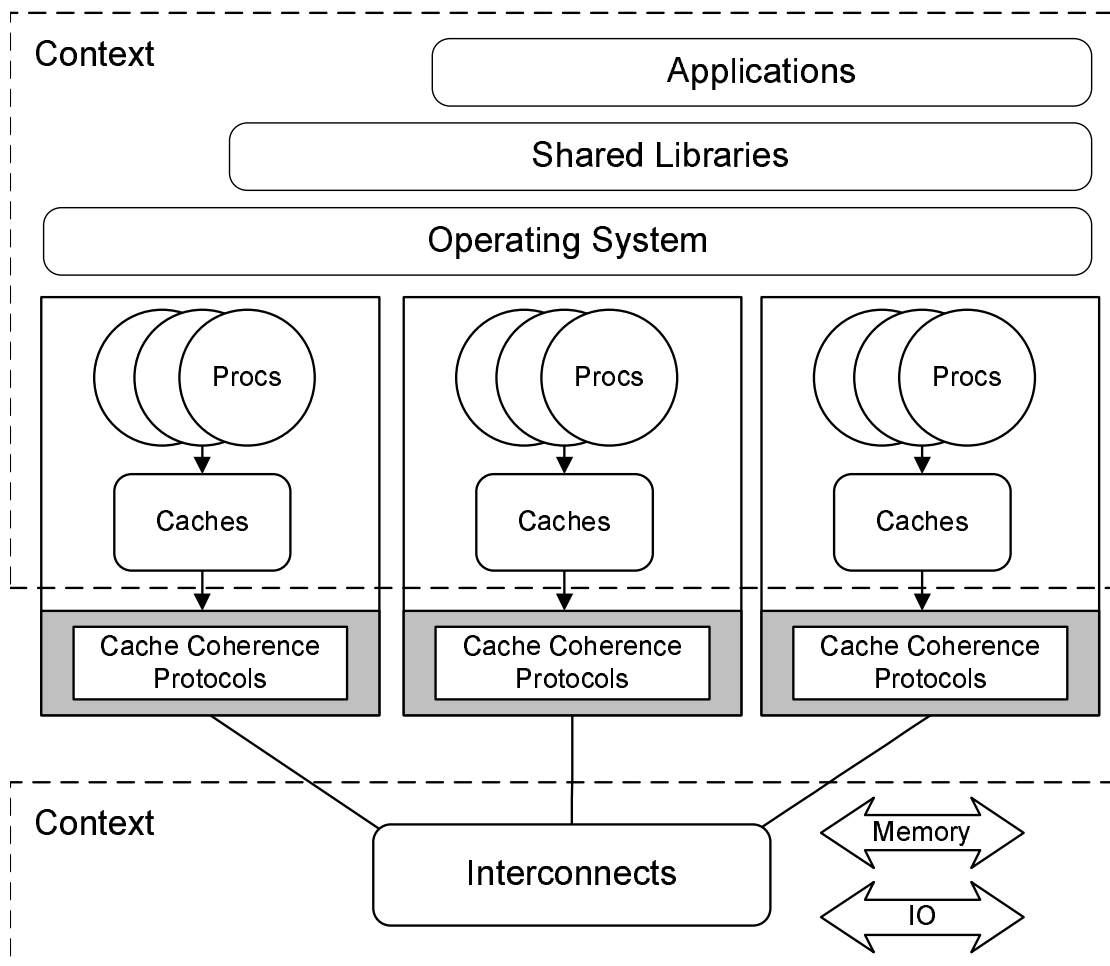 Context
Applications
Shared Libraries
Operating System
Procs
Procs
Procs
Caches
Caches
Caches
Cache Coherence
Protocols
Cache Coherence
Protocols
Cache Coherence
Protocols
Context
Memory
Interconnects
IO